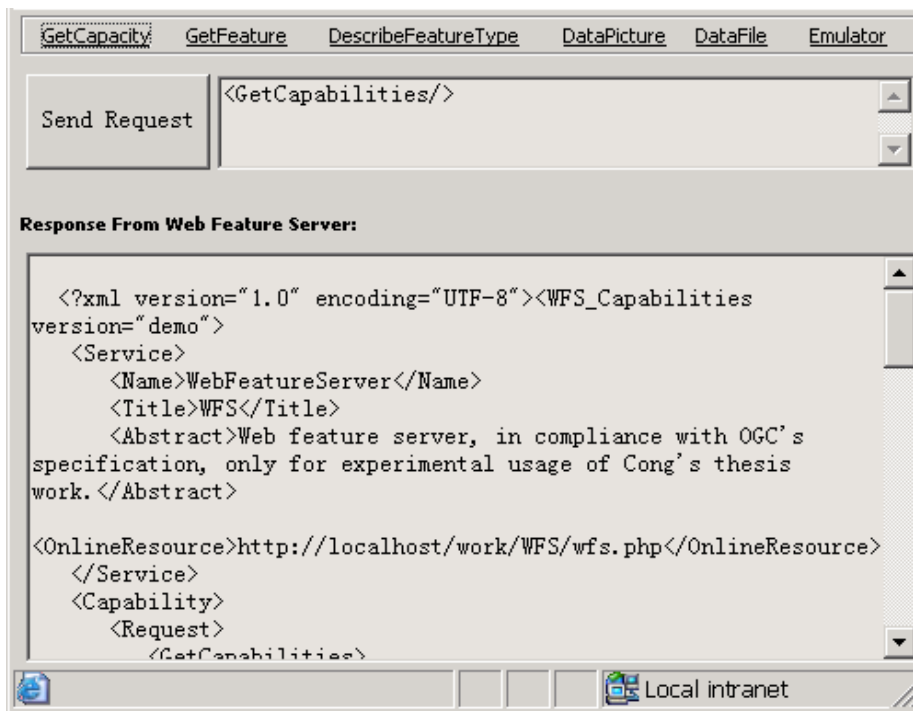 GetCapacity GetFeature DescribeFeatureType DataPicture DataFile Emulator
Send Request
<GetCapabilities/>
Response From Web Feature Server:
<?xml version="1.0" encoding="UTF-8"><WFS_Capabilities
version="demo">
<Service>
<Name>WebFeatureServer</Name>
<Title>WFS</Title>
<Abstract>Web feature server, in compliance with OGC's
specification, only for experimental usage of Cong's thesis
work.</Abstract>
<OnlineResource>http://localhost/work/WFS/wfs.php</OnlineResource>
</Service>
<Capability>
<Request>
<GetCapabilities>
Local intranet